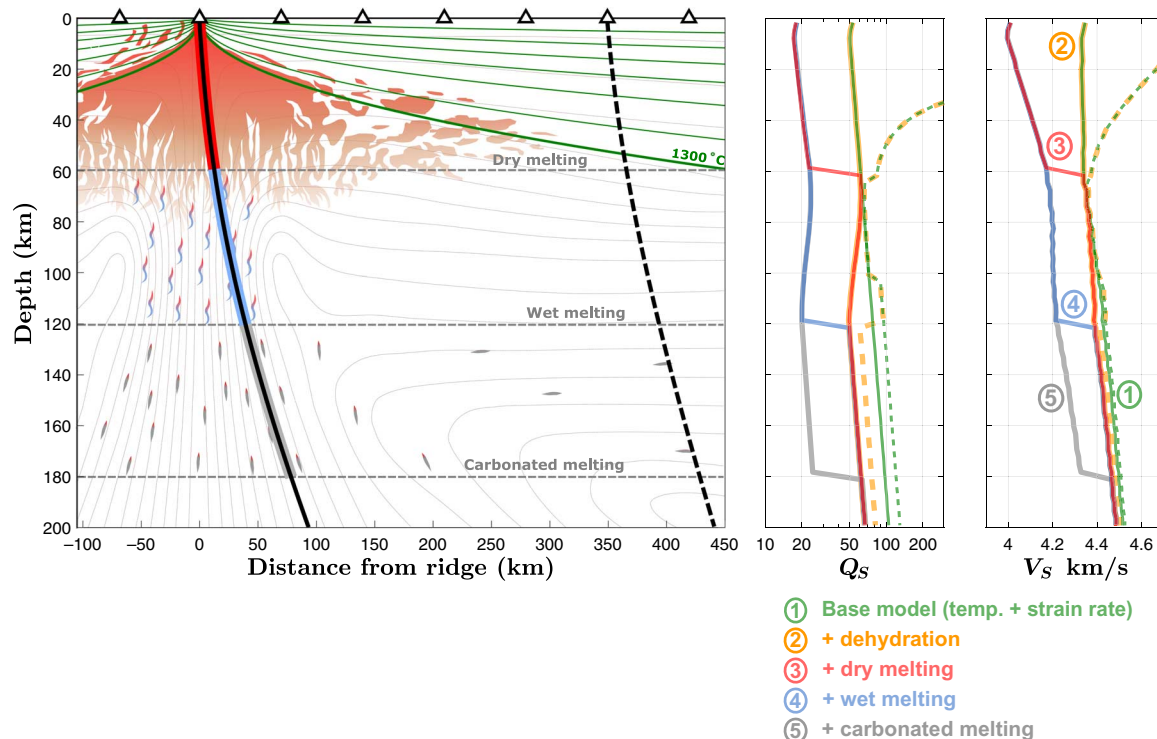 0
20
40
60
80
100
120
140
160
180
200
Depth (km)
1300 °C
Dry melting
Wet melting
Carbonated melting
−100
−50
0
50
100
150
200
250
300
350
400
450
Distance from ridge (km)
10
20
50
100
200
Q_S
2
3
4
5
1
4
4.2
4.4
4.6
V_S km/s
1 Base model (temp. + strain rate)
2 + dehydration
3 + dry melting
4 + wet melting
5 + carbonated melting